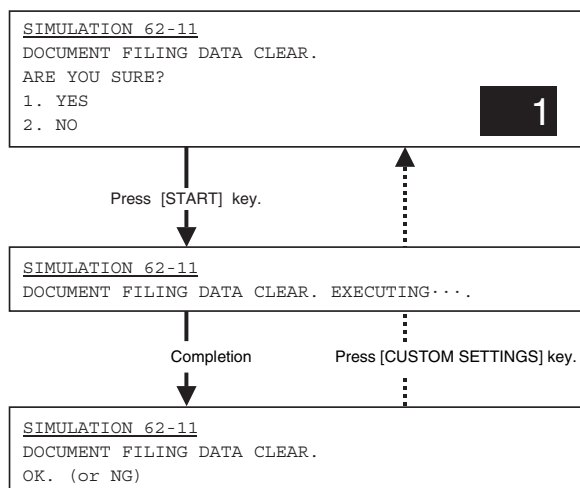 SIMULATION 62-11
DOCUMENT FILING DATA CLEAR.
ARE YOU SURE?
1. YES
2. NO
1
Press [START] key.
SIMULATION 62-11
DOCUMENT FILING DATA CLEAR. EXECUTING···.
Completion
Press [CUSTOM SETTINGS] key.
SIMULATION 62-11
DOCUMENT FILING DATA CLEAR.
OK. (or NG)